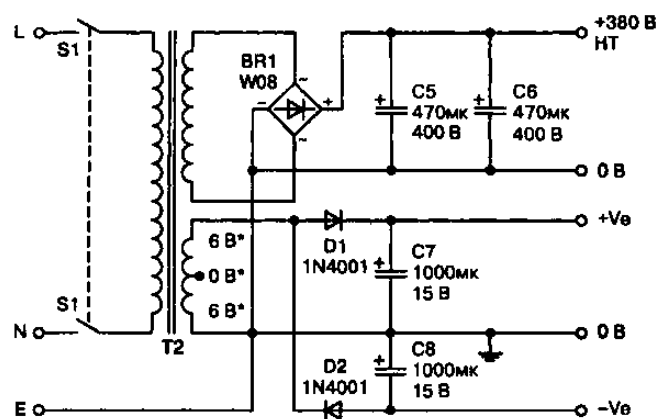 L
S1
BR1
W08
~
−
+
~
+380 В
НТ
+
C5
470мк
400 В
+
C6
470мк
400 В
0 В
6 В*
0 В*
6 В*
D1
1N4001
+Ve
+
C7
1000мк
15 В
S1
N
T2
0 В
D2
1N4001
+
C8
1000мк
15 В
E
−Ve